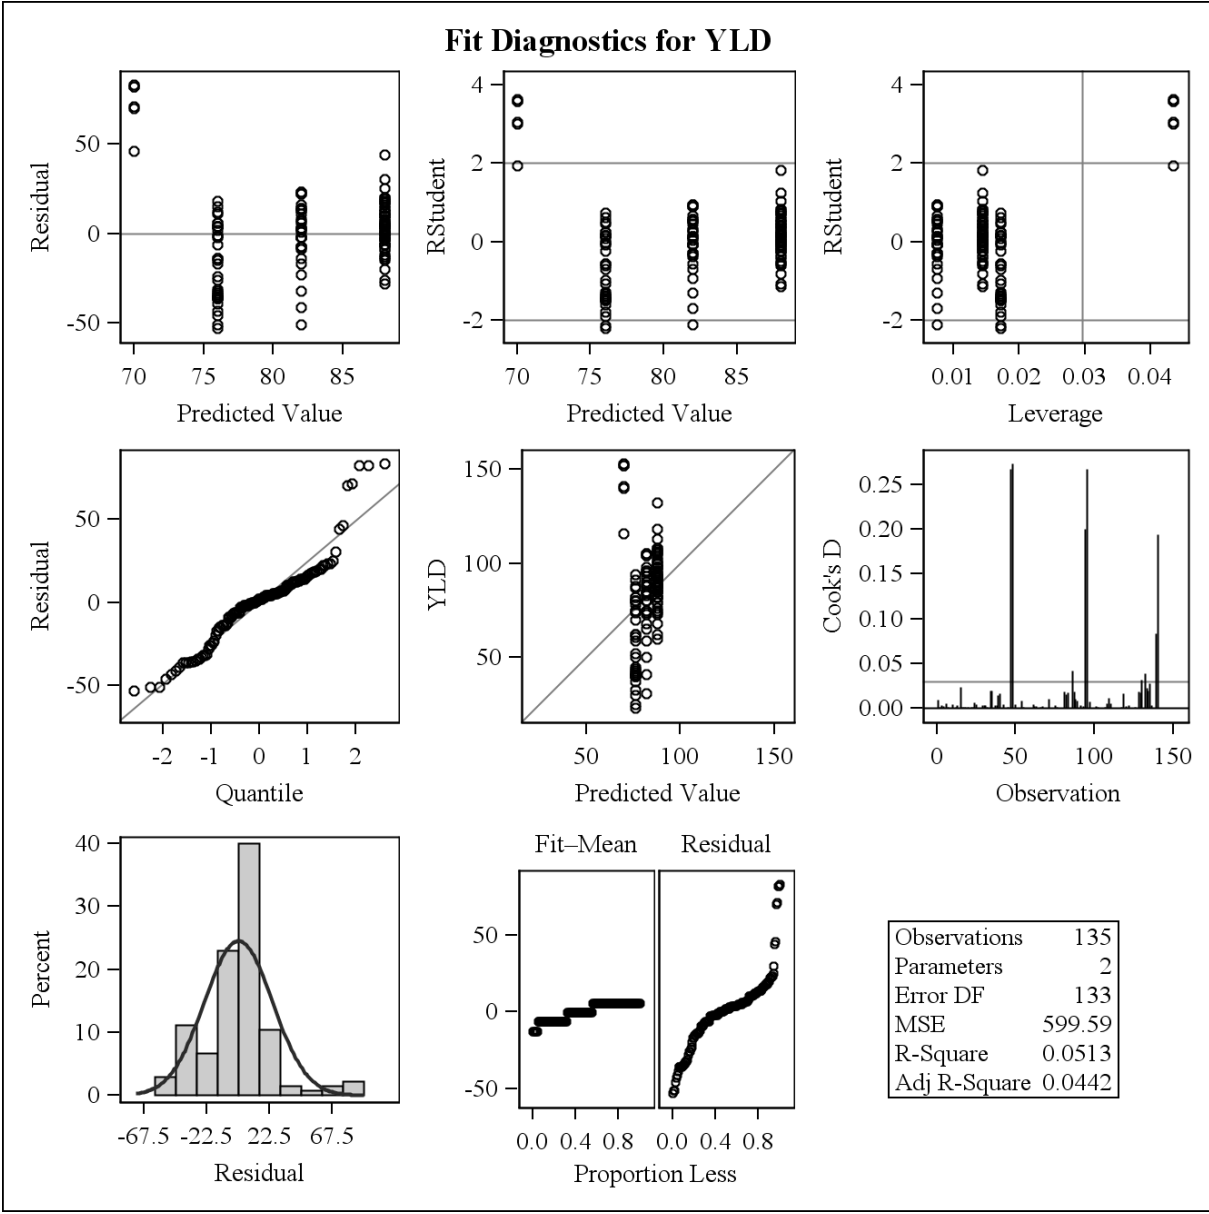 Fit Diagnostics for YLD
Residual
50
0
-50
70 75 80 85
Predicted Value
RStudent
4
2
0
-2
70 75 80 85
Predicted Value
RStudent
4
2
0
-2
0.01 0.02 0.03 0.04
Leverage
Residual
50
0
-50
-2 -1 0 1 2
Quantile
YLD
150
100
50
50 100 150
Predicted Value
Cook's D
0.25
0.20
0.15
0.10
0.05
0.00
0 50 100 150
Observation
Percent
40
30
20
10
0
-67.5 -22.5 22.5 67.5
Residual
Fit–Mean Residual
50
0
-50
0.0 0.4 0.8 0.0 0.4 0.8
Proportion Less
Observations 135
Parameters 2
Error DF 133
MSE 599.59
R-Square 0.0513
Adj R-Square 0.0442